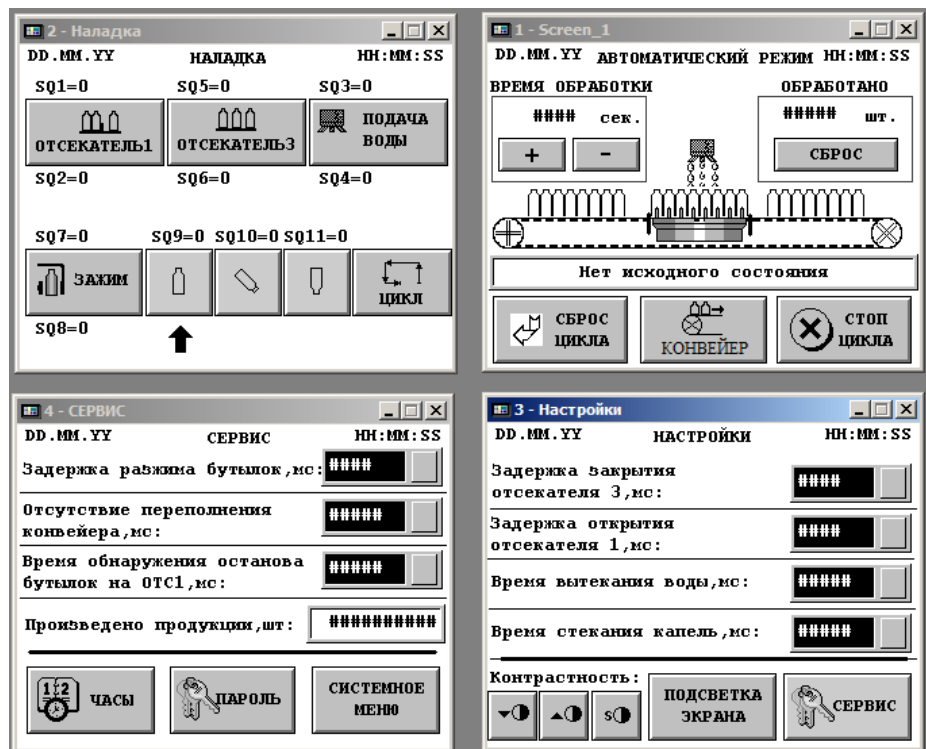 2 - Наладка
DD.MM.YY НАЛАДКА HH:MM:SS
SQ1=0 SQ5=0 SQ3=0
ОТСЕКАТЕЛЬ1 ОТСЕКАТЕЛЬ3 ПОДАЧА
ВОДЫ
SQ2=0 SQ6=0 SQ4=0
SQ7=0 SQ9=0 SQ10=0 SQ11=0
ЗАЖИМ ЦИКЛ
SQ8=0
1 - Screen_1
DD.MM.YY АВТОМАТИЧЕСКИЙ РЕЖИМ HH:MM:SS
ВРЕМЯ ОБРАБОТКИ ОБРАБОТАНО
#### сек. ##### шт.
+ - СБРОС
Нет исходного состояния
СБРОС
ЦИКЛА
КОНВЕЙЕР
СТОП
ЦИКЛА
4 - СЕРВИС
DD.MM.YY СЕРВИС HH:MM:SS
Задержка разжима бутылок,мс: ####
Отсутствие переполнения
конвейера,мс: #####
Время обнаружения останова
бутылок на ОТС1,мс: #####
Произведено продукции,шт: ##########
1 2 ЧАСЫ
ПАРОЛЬ
СИСТЕМНОЕ
МЕНЮ
3 - Настройки
DD.MM.YY НАСТРОЙКИ HH:MM:SS
Задержка закрытия
отсекателя 3,мс: ####
Задержка открытия
отсекателя 1,мс: #####
Время вытекания воды,мс: #####
Время стекания капель,мс: #####
Контрастность:
S
ПОДСВЕТКА
ЭКРАНА
СЕРВИС